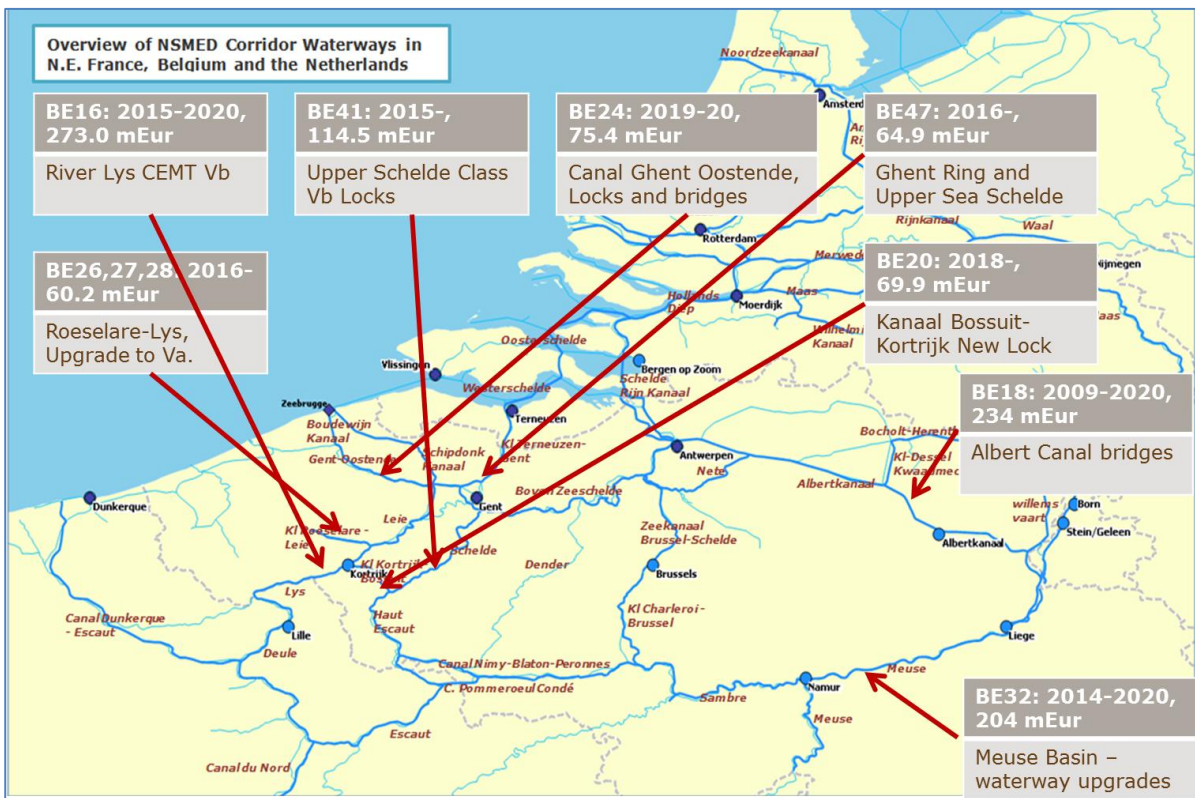 Overview of NSMED Corridor Waterways in
N.E. France, Belgium and the Netherlands
BE16: 2015-2020,
273.0 mEur
River Lys CEMT Vb
BE41: 2015-,
114.5 mEur
Upper Schelde Class
Vb Locks
BE24: 2019-20,
75.4 mEur
Canal Ghent Oostende,
Locks and bridges
BE47: 2016-,
64.9 mEur
Ghent Ring and
Upper Sea Schelde
BE26,27,28: 2016-
60.2 mEur
Roeselare-Lys,
Upgrade to Va.
BE20: 2018-,
69.9 mEur
Kanaal Bossuit-
Kortrijk New Lock
BE18: 2009-2020,
234 mEur
Albert Canal bridges
BE32: 2014-2020,
204 mEur
Meuse Basin –
waterway upgrades
Noordzeekanaal
Amsterd
Rijnkanaal
Waal
Rotterdam
Merwed
Nijmegen
Hollands
Diep
Maas
Moerdijk
Wilhelmi
Kanaal
Oosterschelde
Vlissingen
Bergen op Zoom
Westerschelde
Schelde
Rijn Kanaal
Zeebrugge
Terneuzen
Boudewijn
Kanaal
Schipdonk
Kanaal
Kl Terneuzen-
Gent
Gent-Oostende
Bocholt-Herenth
Kl-Dessel
Kwaadmec
Antwerpen
Nete
Albertkanaal
Dunkerque
Gent
Boven Zeeschelde
willems
vaart
Born
Stein/Geleen
Kl Roeselare -
Leie
Leie
Zeekanaal
Brussel-Schelde
Albertkanaal
Kortrijk
Kl Kortrijk-
Bossuit
Schelde
Dender
Brussels
Lys
Canal Dunkerque
- Escaut
Haut
Escaut
Kl Charleroi -
Brussel
Lille
Liege
Deule
Canal Nimy-Blaton-Peronnes
C. Pommeroeul Condé
Meuse
Namur
Sambre
Meuse
Escaut
Canal du Nord